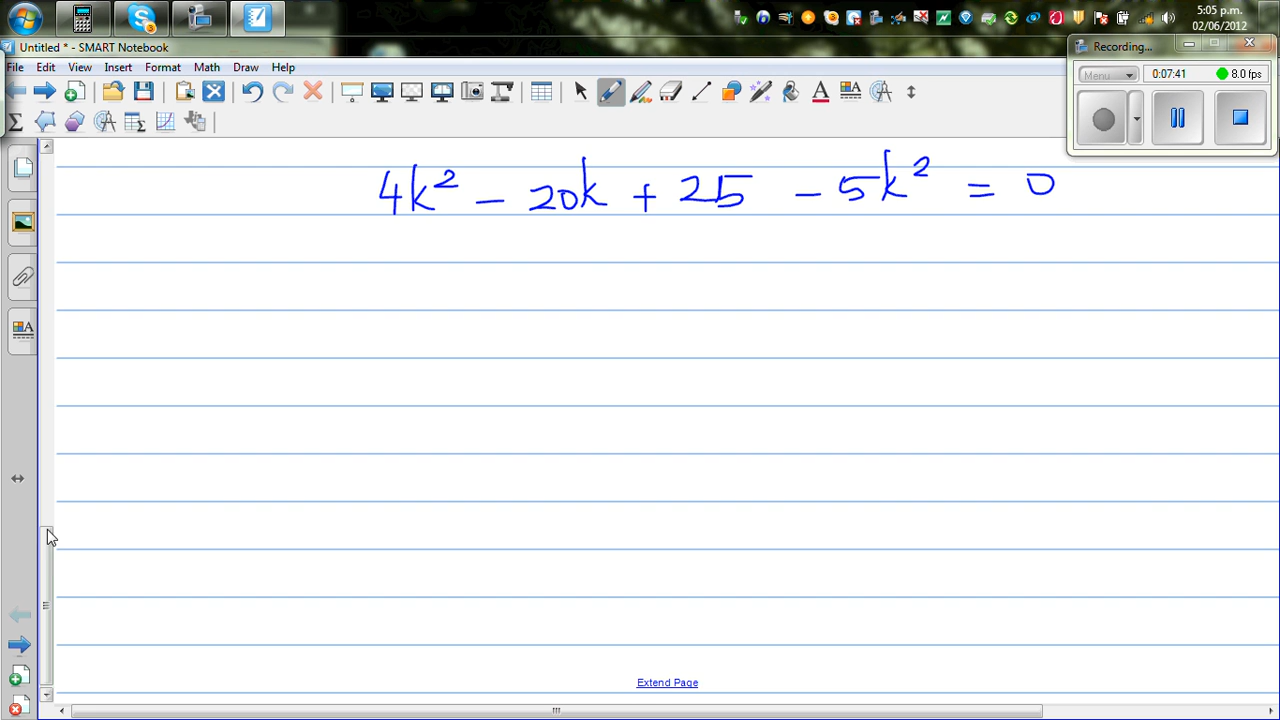 5:05 p.m.
02/06/2012
Untitled * - SMART Notebook
Recording...
File Edit View Insert Format Math Draw Help
Menu 0:07:41 8.0 fps
4k² − 20k + 25 − 5k² = 0
Extend Page